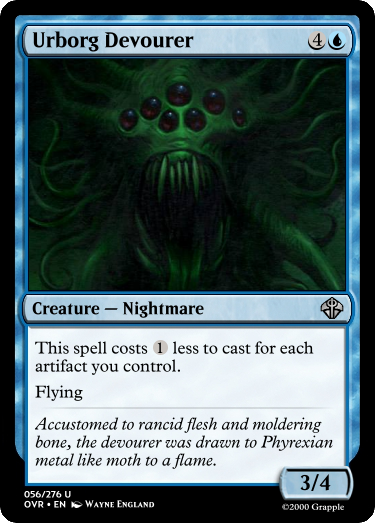 Urborg Devourer 4
Creature — Nightmare
This spell costs 1 less to cast for each
artifact you control.
Flying
Accustomed to rancid flesh and moldering
bone, the devourer was drawn to Phyrexian
metal like moth to a flame.
3/4
056/276 U
OVR • EN Wayne England
©2000 Grapple